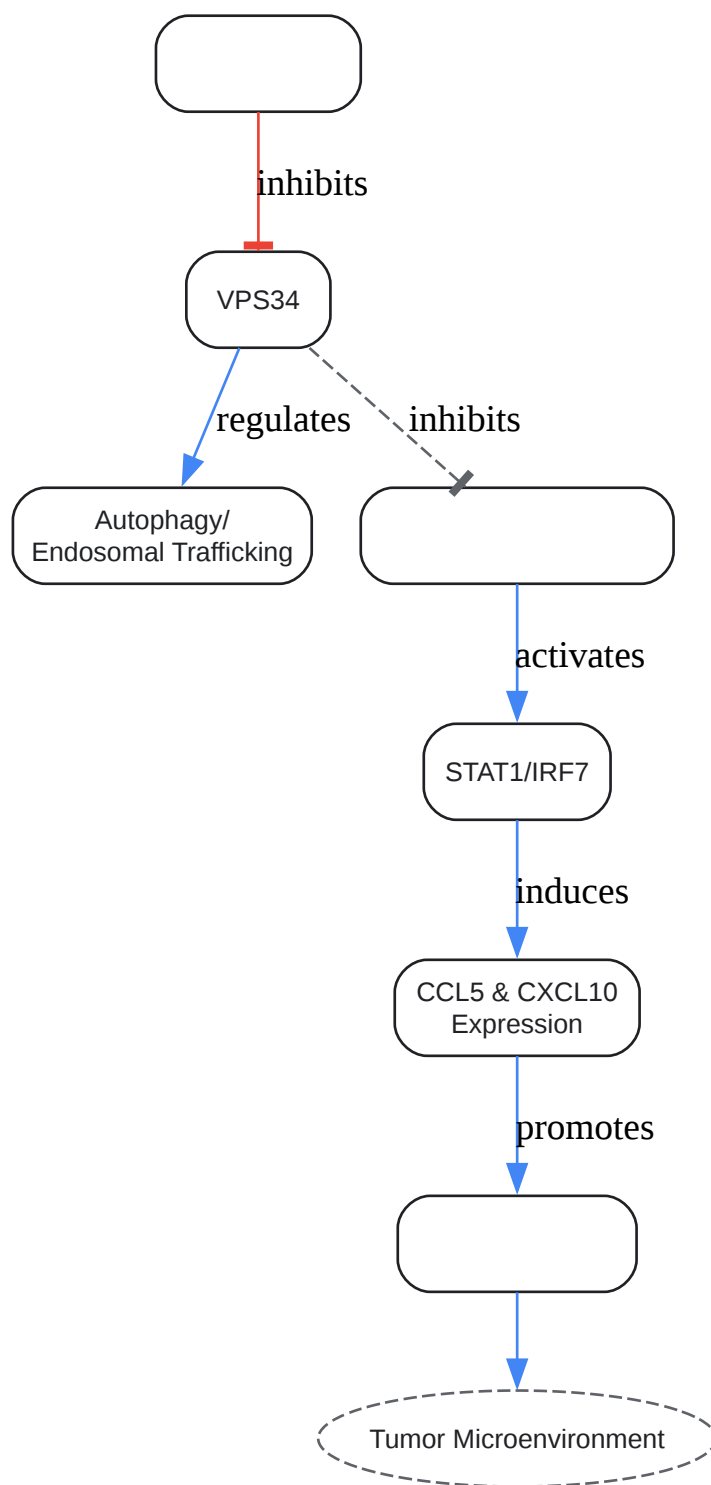 inhibits
VPS34
regulates
inhibits
Autophagy/
Endosomal Trafficking
activates
STAT1/IRF7
induces
CCL5 & CXCL10
Expression
promotes
Tumor Microenvironment